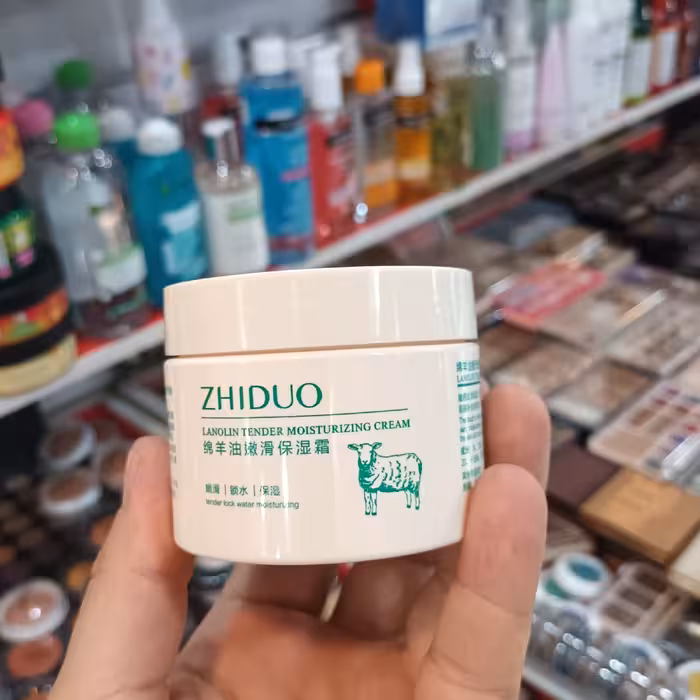 ZHIDUO
LANOLIN TENDER MOISTURIZING CREAM
绵羊油嫩滑保湿霜
嫩滑 | 锁水 | 保湿
tender lock water moisturizing